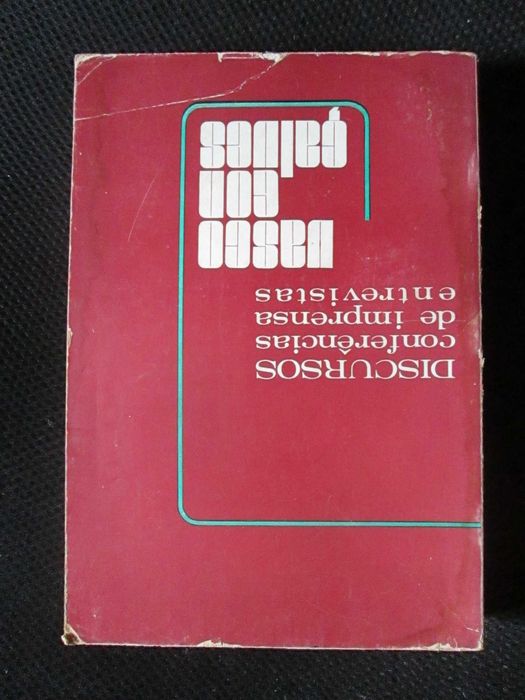 DISCURSOS
conferências
de imprensa
entrevistas
vasco
gon
çalves